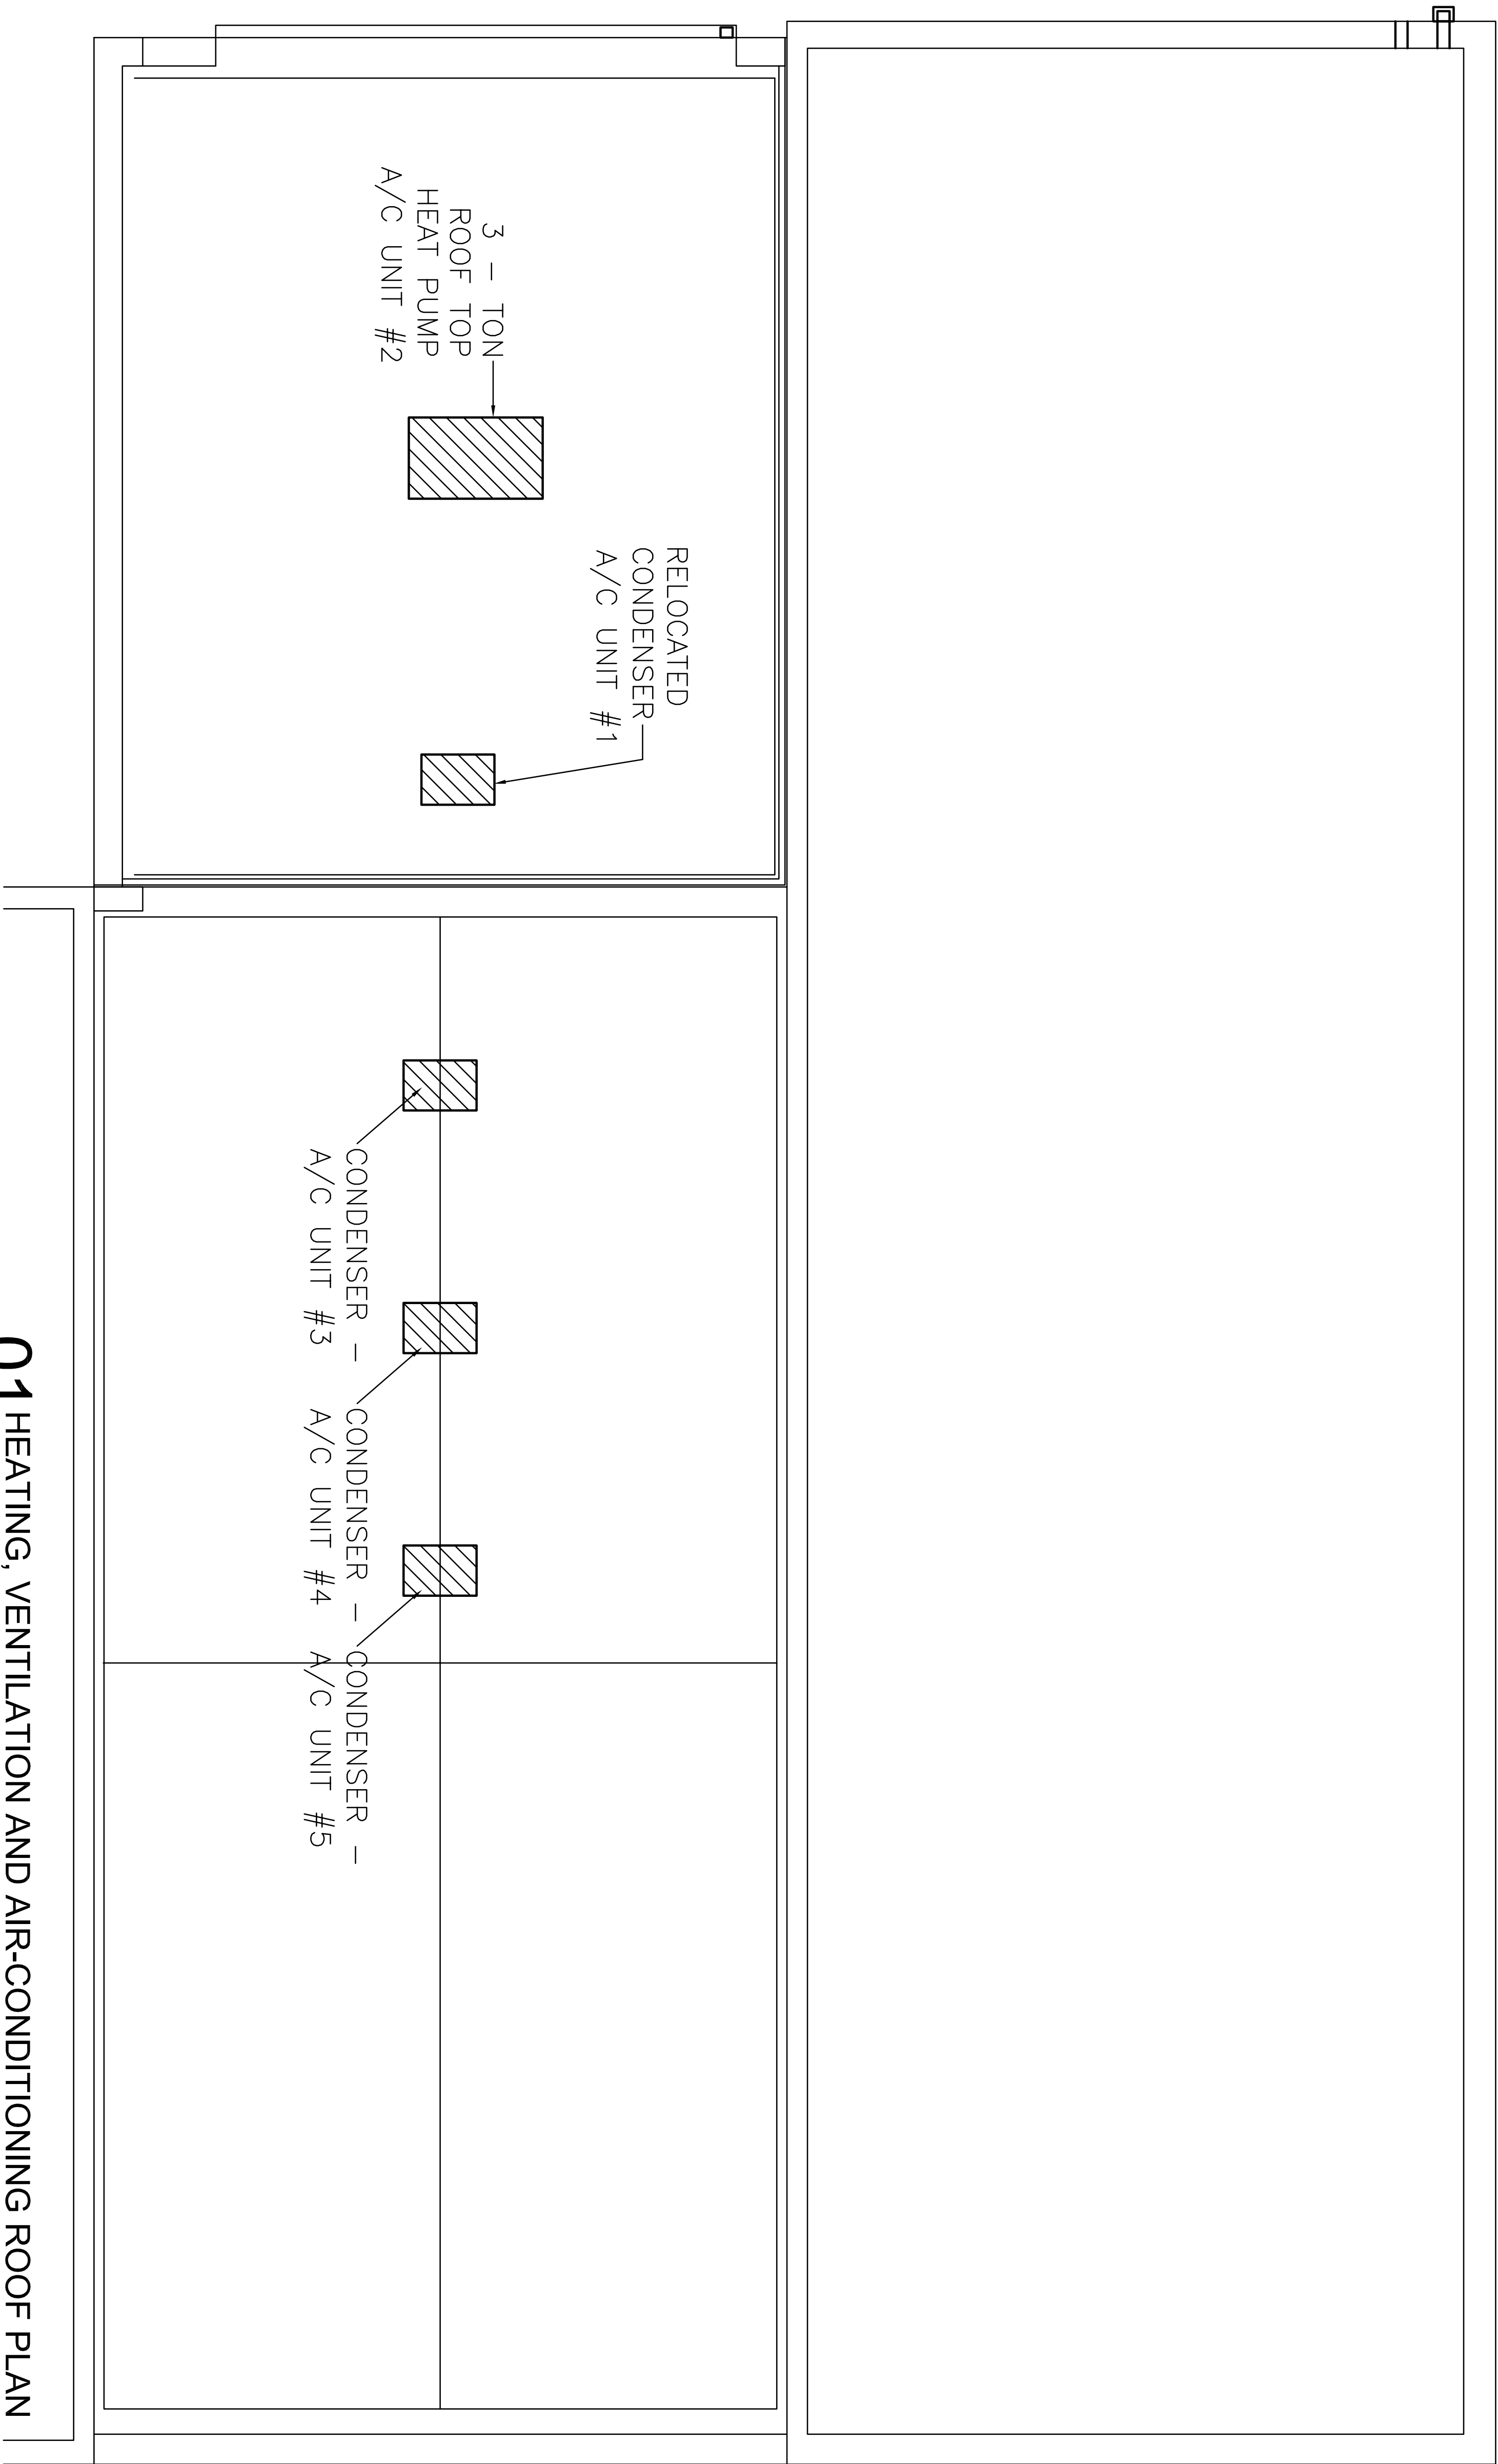 3 - TON
ROOF TOP
HEAT PUMP
A/C UNIT #2
RELOCATED
CONDENSER
A/C UNIT #1
CONDENSER -
A/C UNIT #3
CONDENSER -
A/C UNIT #4
CONDENSER -
A/C UNIT #5
01 HEATING, VENTILATION AND AIR-CONDITIONING ROOF PLAN